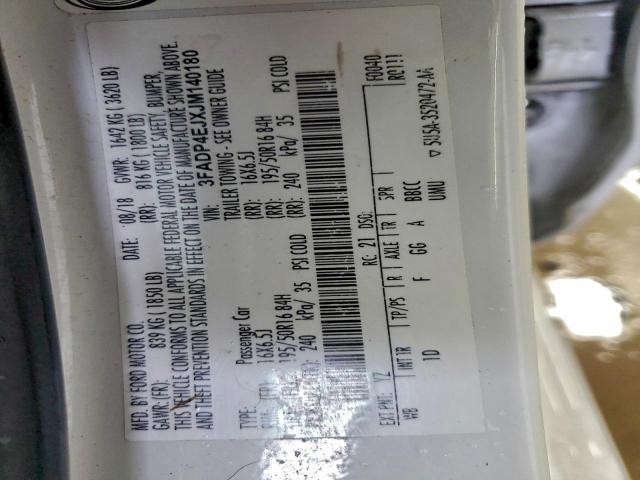 MFD. BY FORD MOTOR CO.
DATE: 08/18 GVWR: 1642 KG (3620 LB)
GAWR: (FR): 839 KG (1850 LB) (RR): 816 KG (1800 LB)
THIS VEHICLE CONFORMS TO ALL APPLICABLE FEDERAL MOTOR VEHICLE SAFETY, BUMPER,
AND THEFT PREVENTION STANDARDS IN EFFECT ON THE DATE OF MANUFACTURE SHOWN ABOVE.
VIN: 3FADP4EJXJM140180
TYPE: Passenger Car TRAILER TOWING - SEE OWNER GUIDE
16X6.5J (RR): 16X6.5J
195/50R16 84H (RR): 195/50R16 84H
240 kPa/ 35 PSI COLD (RR): 240 kPa/ 35 PSI COLD
EXT PNT: YZ RC: 21 DSO: F0040
WB INT TR TP/PS R AXLE TR SPR R0111
1D F GG A BBCC
UMU
▽ 5U5A-3520472-AA